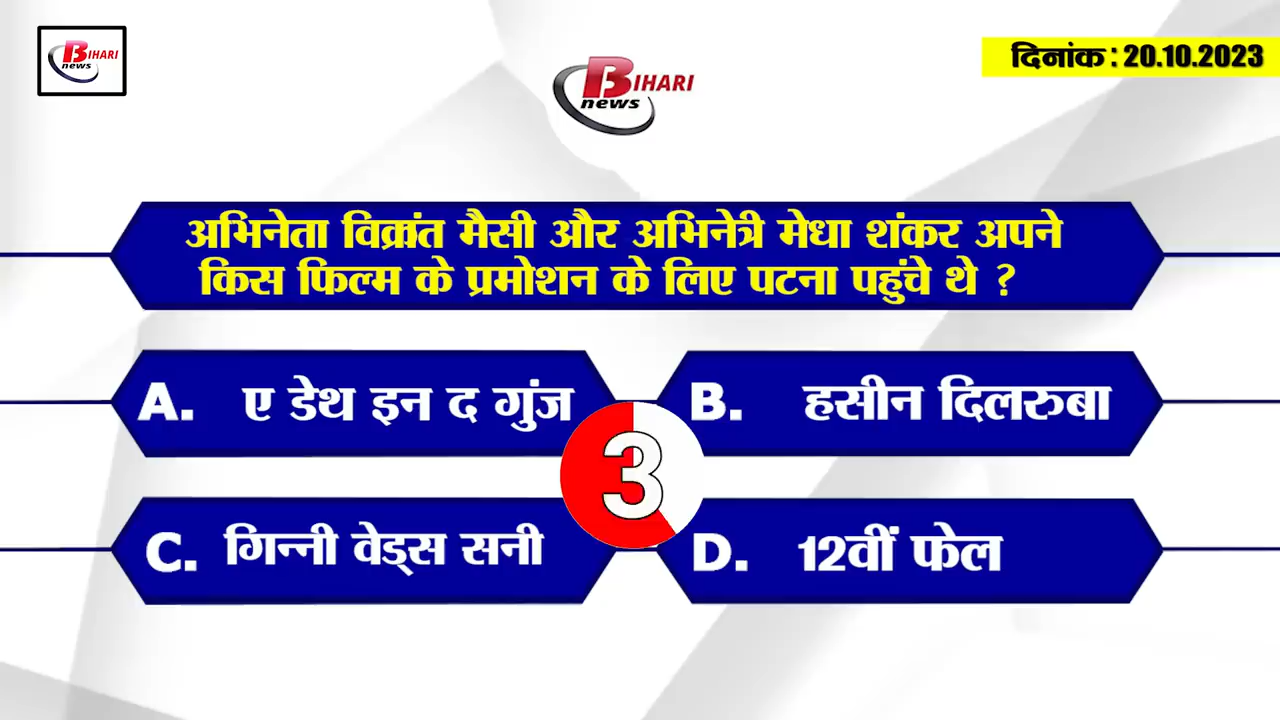 BIHARI
news
BIHARI
news
दिनांक : 20.10.2023
अभिनेता विक्रांत मैसी और अभिनेत्री मेधा शंकर अपने
किस फिल्म के प्रमोशन के लिए पटना पहुंचे थे ?
A. ए डेथ इन द गुंज
B. हसीन दिलरुबा
3
C. गिन्नी वेड्स सनी
D. 12वीं फेल